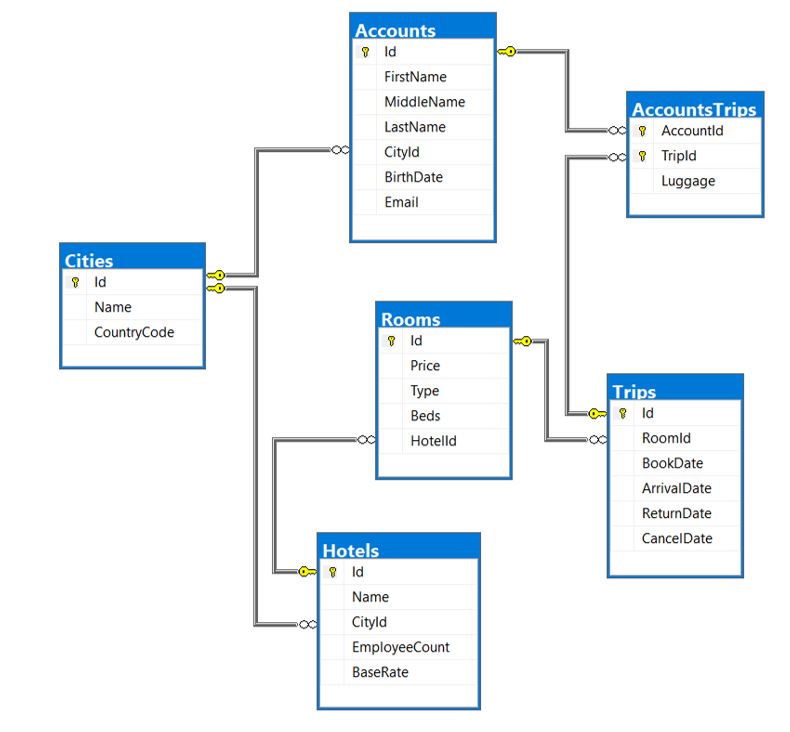 Accounts
Id
FirstName
MiddleName
LastName
CityId
BirthDate
Email
AccountsTrips
AccountId
TripId
Luggage
Cities
Id
Name
CountryCode
Rooms
Id
Price
Type
Beds
HotelId
Trips
Id
RoomId
BookDate
ArrivalDate
ReturnDate
CancelDate
Hotels
Id
Name
CityId
EmployeeCount
BaseRate